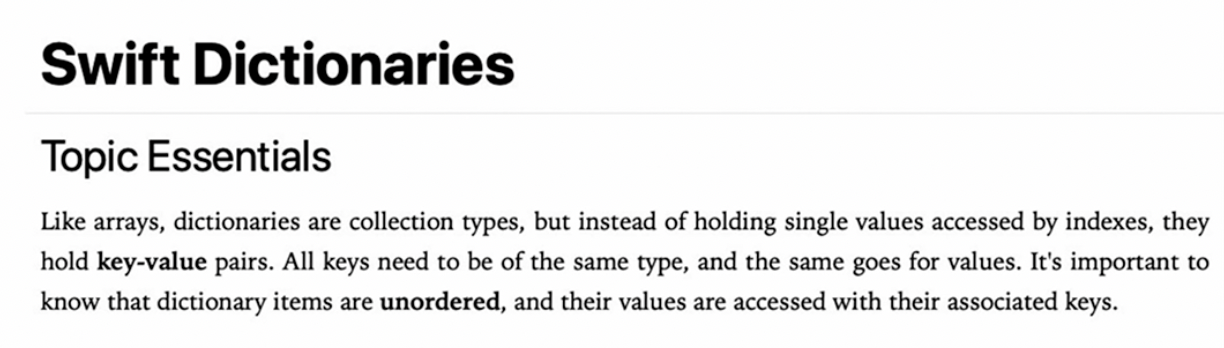 Swift Dictionaries
Topic Essentials
Like arrays, dictionaries are collection types, but instead of holding single values accessed by indexes, they
hold key-value pairs. All keys need to be of the same type, and the same goes for values. It's important to
know that dictionary items are unordered, and their values are accessed with their associated keys.